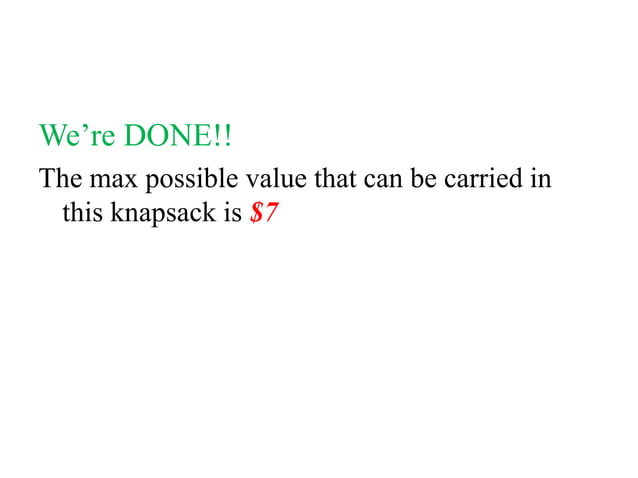 We’re DONE!!
The max possible value that can be carried in
this knapsack is $7